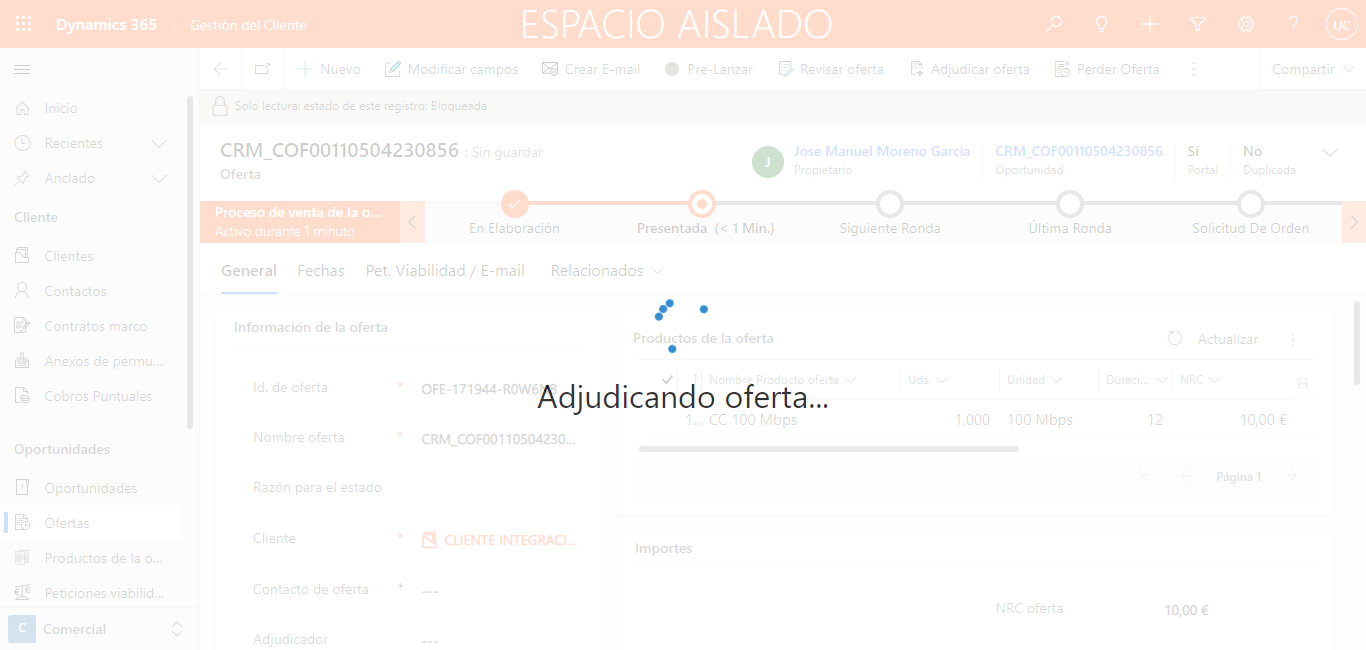 Dynamics 365
Gestión del Cliente
ESPACIO AISLADO
UC
Nuevo
Modificar campos
Crear E-mail
Pre-Lanzar
Revisar oferta
Adjudicar oferta
Perder Oferta
Compartir
Solo lectura: estado de este registro: Bloqueada
Inicio
Recientes
Anclado
Cliente
Clientes
Contactos
Contratos marco
Anexos de permu...
Cobros Puntuales
Oportunidades
Oportunidades
Ofertas
Productos de la o...
Peticiones viabilid...
C
Comercial
CRM_COF00110504230856 : Sin guardar
Oferta
J
Jose Manuel Moreno Garcia
Propietario
CRM_COF00110504230856
Oportunidad
Sí
Portal
No
Duplicada
Proceso de venta de la o...
Activo durante 1 minuto
En Elaboración
Presentada (< 1 Min.)
Siguiente Ronda
Última Ronda
Solicitud De Orden
General
Fechas
Pet. Viabilidad / E-mail
Relacionados
Información de la oferta
Id. de oferta * OFE-171944-R0W6N8
Nombre oferta * CRM_COF00110504230...
Razón para el estado
Cliente * CLIENTE INTEGRACI...
Contacto de oferta + ---
Adjudicador ---
Adjudicando oferta...
Productos de la oferta
Actualizar
Nombre Producto oferta
Uds.
Unidad
Duraci...
NRC
1.. CC 100 Mbps 1,000 100 Mbps 12 10,00 €
Página 1
Importes
NRC oferta 10,00 €